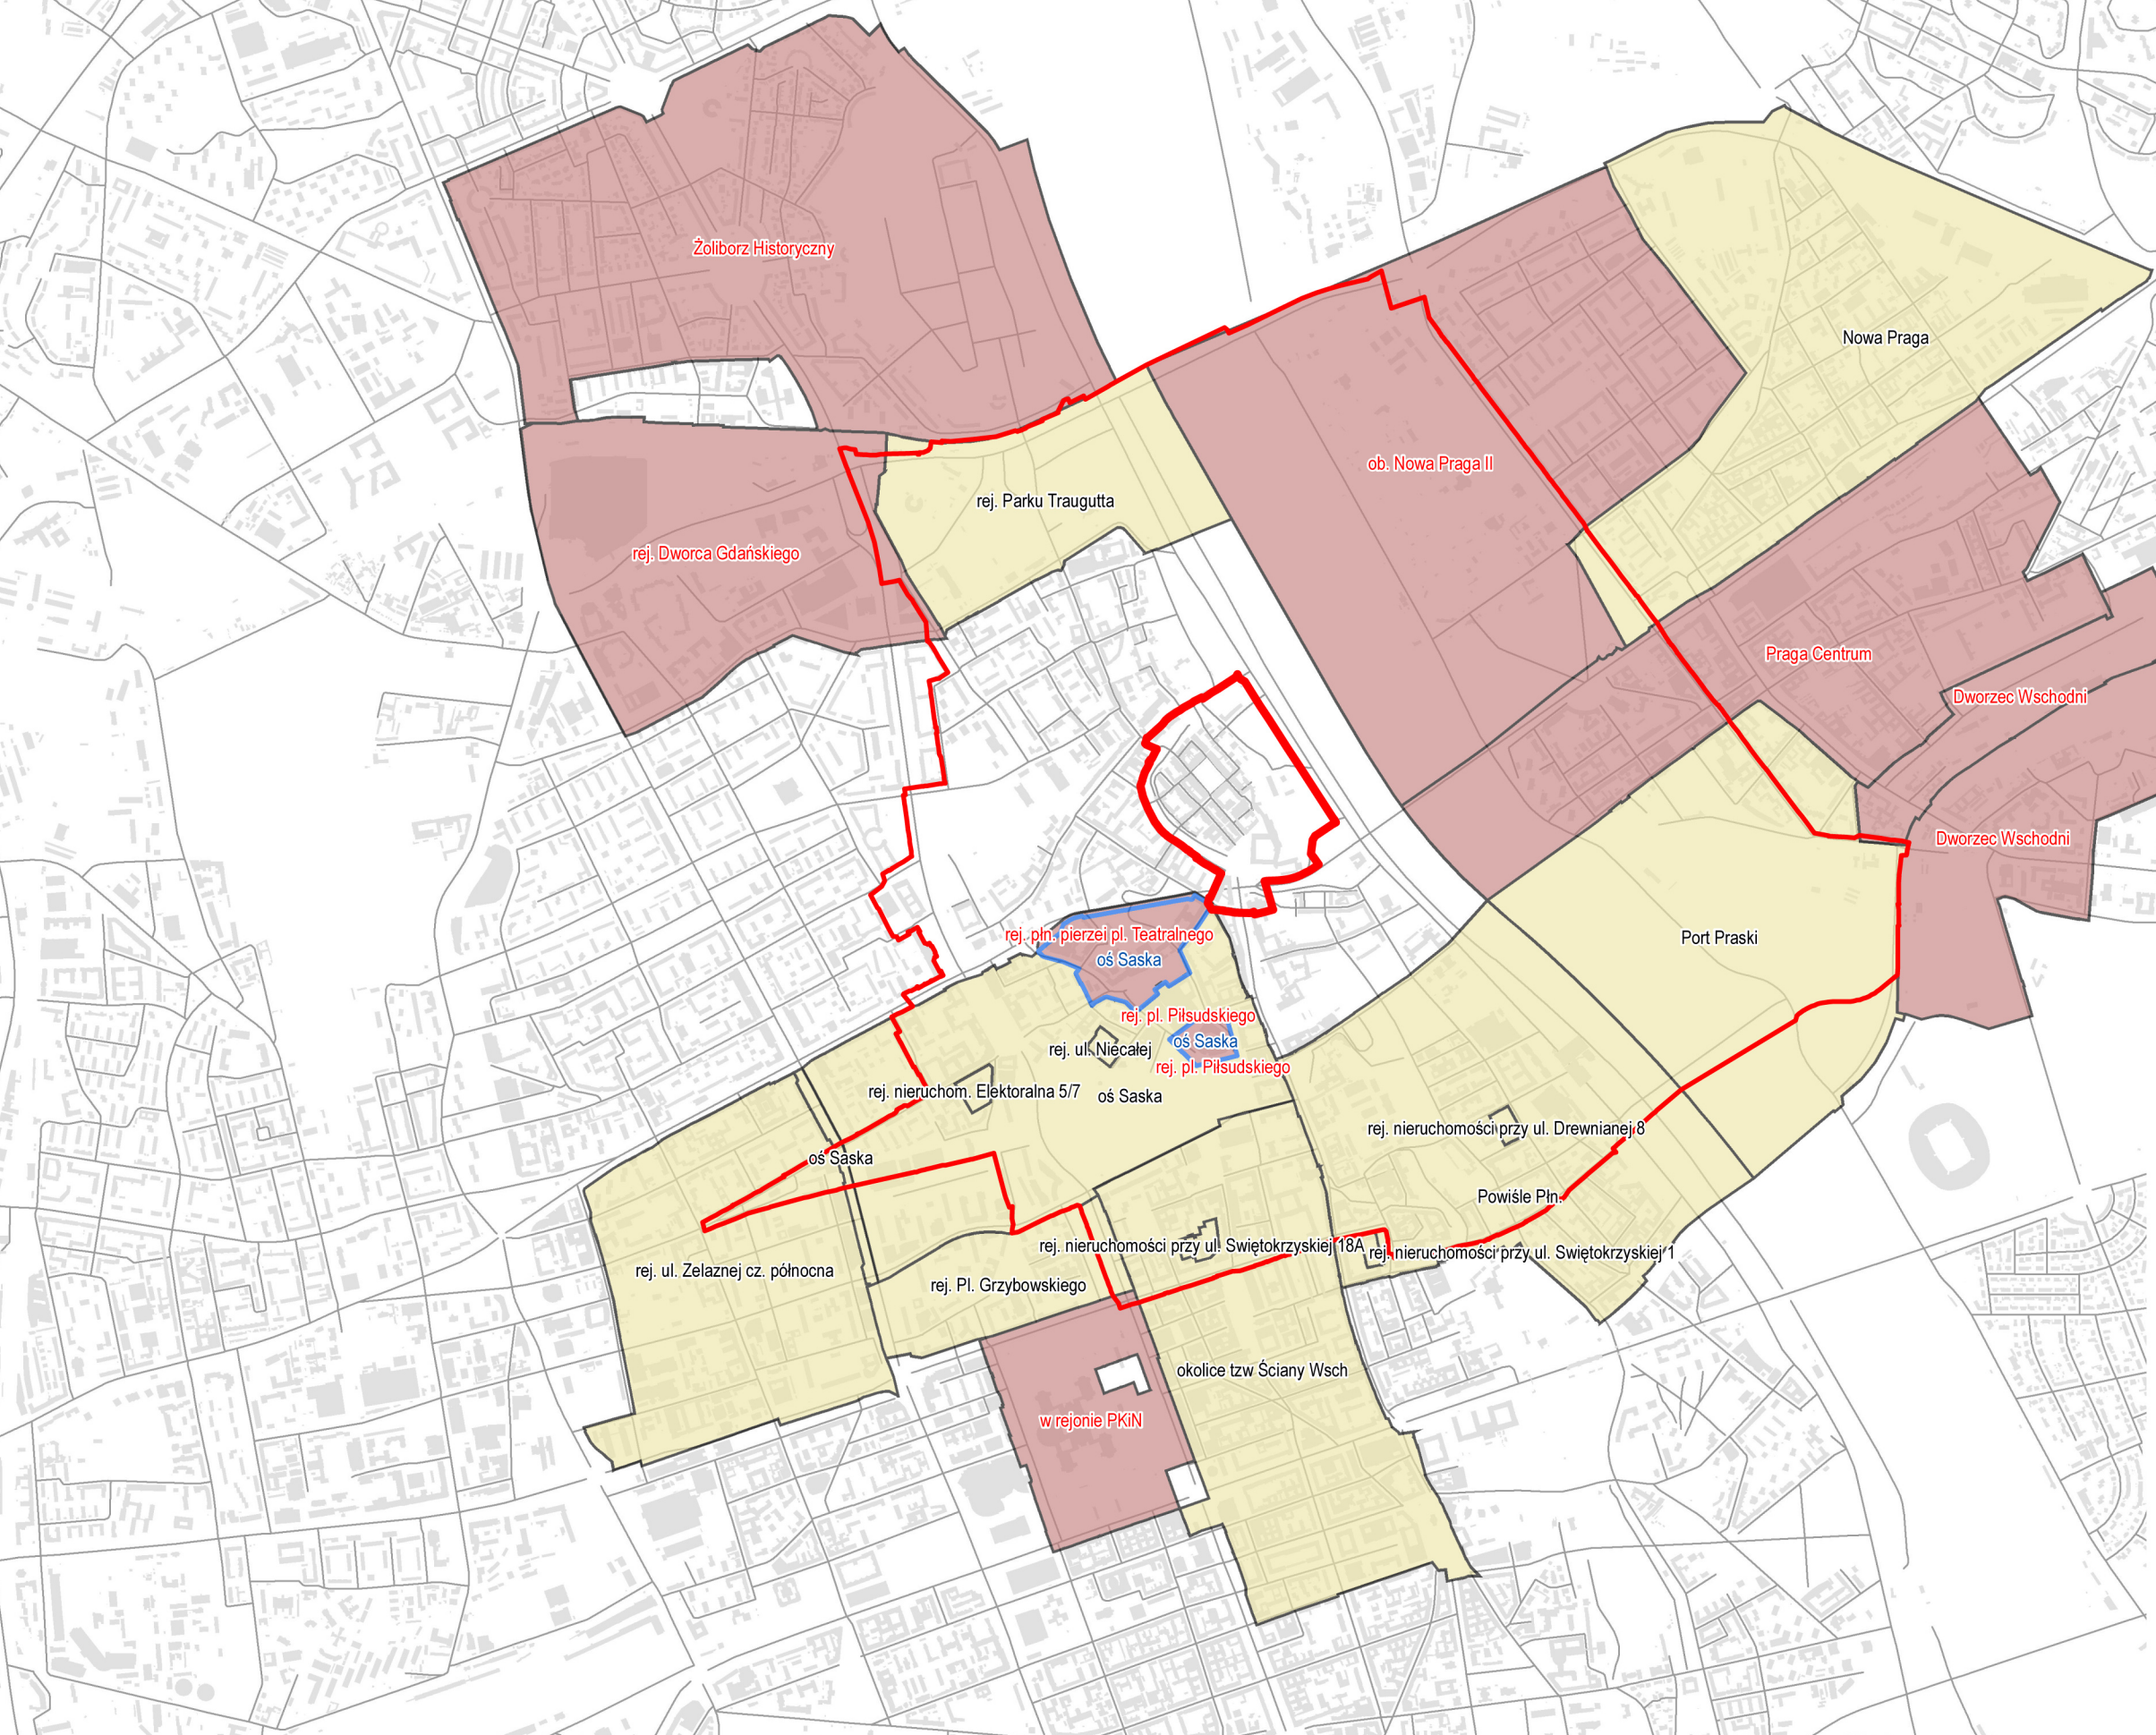 Żoliborz Historyczny
Nowa Praga
ob. Nowa Praga II
rej. Parku Traugutta
rej. Dworca Gdańskiego
Praga Centrum
Dworzec Wschodni
Dworzec Wschodni
rej. płn. pierzei pl. Teatralnego
oś Saska
Port Praski
rej. pl. Piłsudskiego
oś Saska
rej. pl. Piłsudskiego
rej. ul. Niecałej
rej. nieruchom. Elektoralna 5/7
oś Saska
rej. nieruchomości przy ul. Drewnianej 8
oś Saska
Powiśle Płn.
rej. nieruchomości przy ul. Swiętokrzyskiej 18A
rej. nieruchomości przy ul. Swiętokrzyskiej 1
rej. ul. Zelaznej cz. północna
rej. Pl. Grzybowskiego
okolice tzw Ściany Wsch
w rejonie PKiN